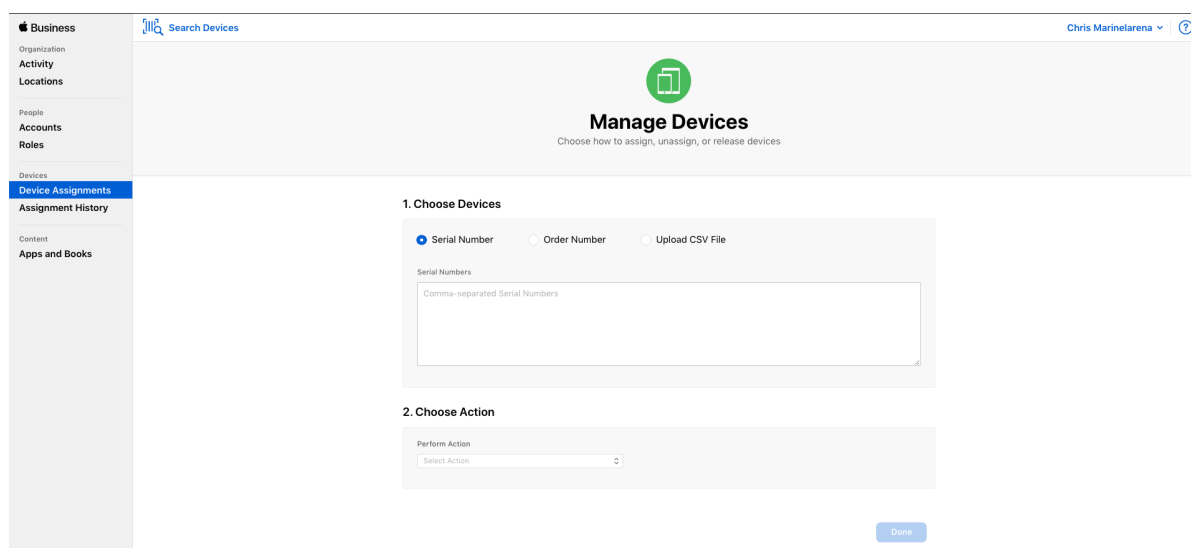 Business
Organization
Activity
Locations
People
Accounts
Roles
Devices
Device Assignments
Assignment History
Content
Apps and Books
Search Devices
Chris Marinelarena
?
Manage Devices
Choose how to assign, unassign, or release devices
1. Choose Devices
Serial Number Order Number Upload CSV File
Serial Numbers
Comma-separated Serial Numbers
2. Choose Action
Perform Action
Select Action
Done